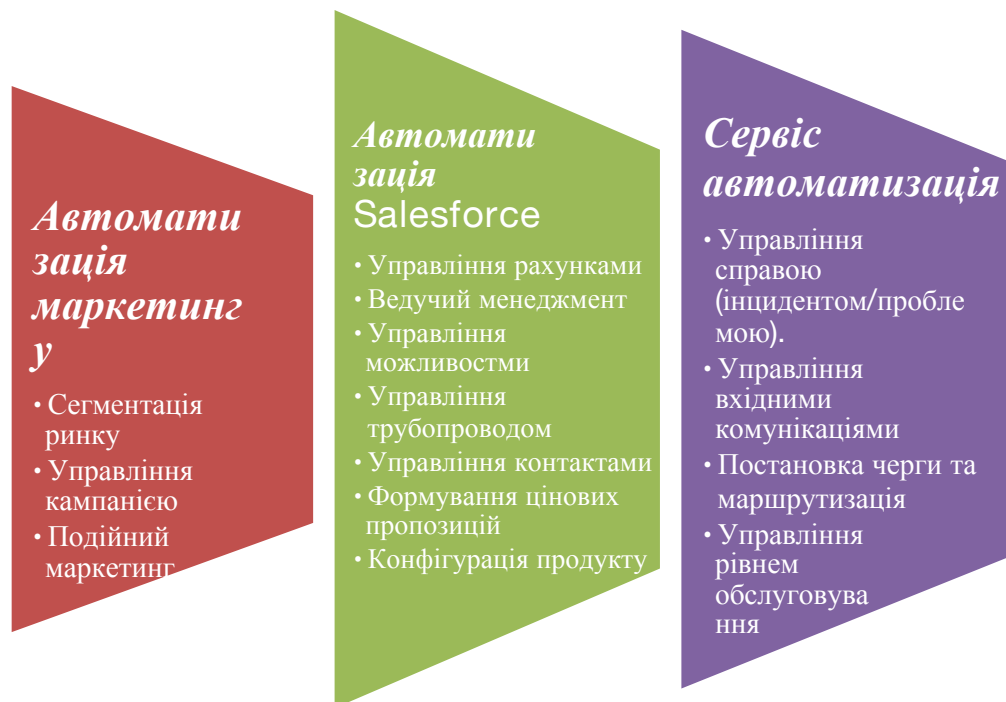 Автомати
зація
маркетинг
у
· Сегментація
ринку
· Управління
кампанією
· Подійний
маркетинг
Автомати
зація
Salesforce
· Управління рахунками
· Ведучий менеджмент
· Управління
можливостми
· Управління
трубопроводом
· Управління контактами
· Формування цінових
пропозицій
· Конфігурація продукту
Сервіс
автоматизація
· Управління
справою
(інцидентом/пробле
мою).
· Управління
вхідними
комунікаціями
· Постановка черги та
маршрутизація
· Управління
рівнем
обслуговува
ння